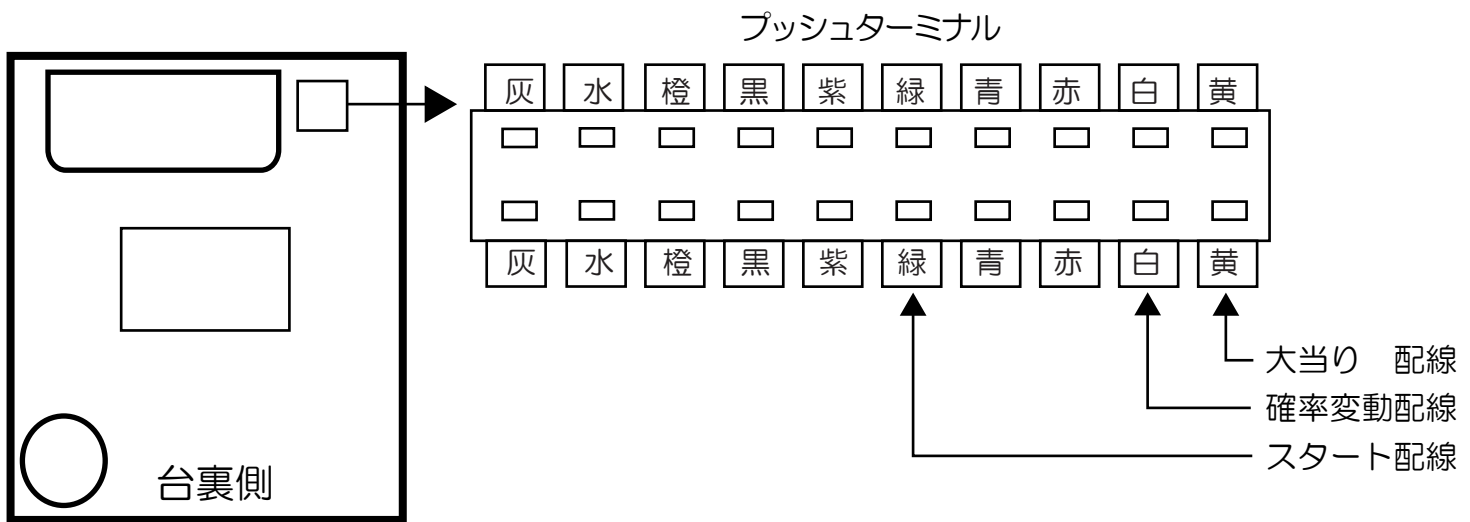 プッシュターミナル
灰 水 橙 黒 紫 緑 青 赤 白 黄
灰 水 橙 黒 紫 緑 青 赤 白 黄
大当り　配線
確率変動配線
スタート配線
台裏側